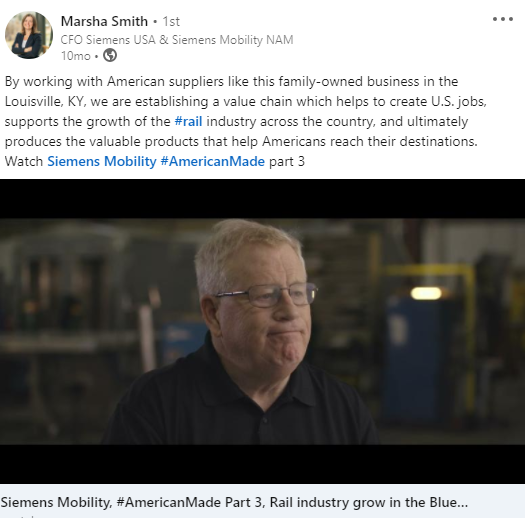 Marsha Smith • 1st
CFO Siemens USA & Siemens Mobility NAM
10mo •
By working with American suppliers like this family-owned business in the
Louisville, KY, we are establishing a value chain which helps to create U.S. jobs,
supports the growth of the #rail industry across the country, and ultimately
produces the valuable products that help Americans reach their destinations.
Watch Siemens Mobility #AmericanMade part 3
Siemens Mobility, #AmericanMade Part 3, Rail industry grow in the Blue...